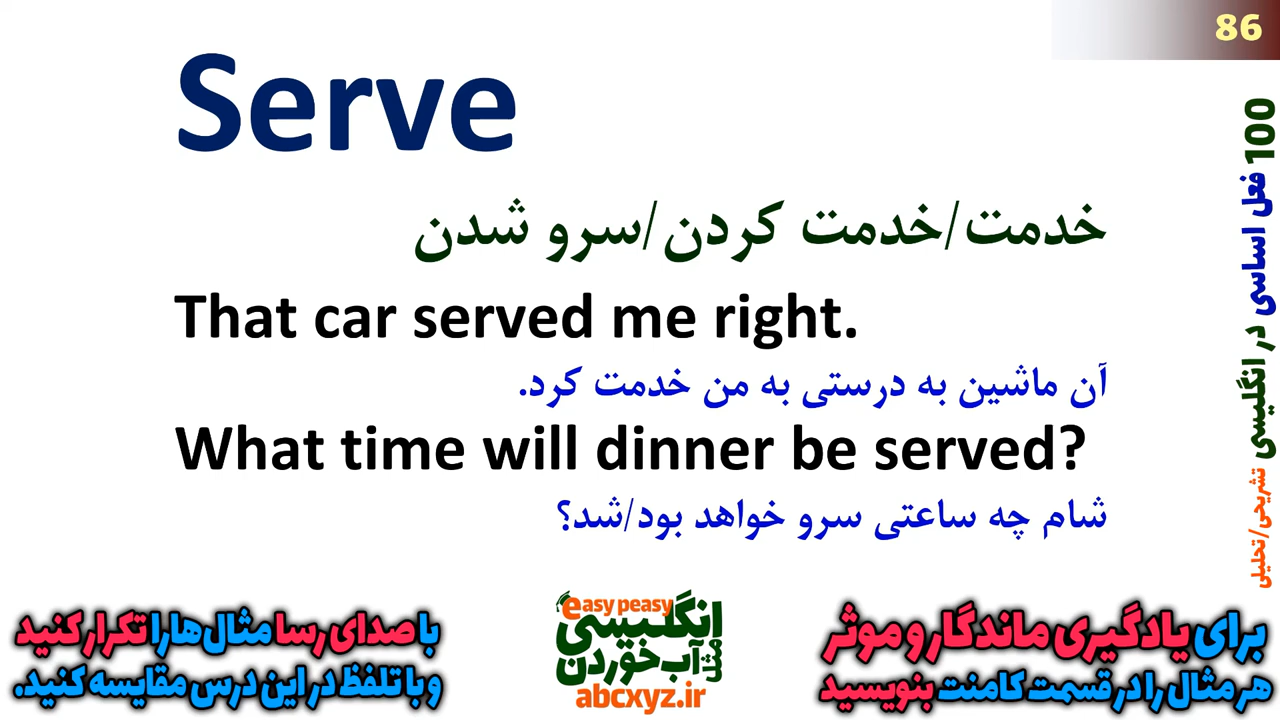 86
Serve
خدمت/خدمت کردن/سرو شدن
That car served me right.
آن ماشین به درستی به من خدمت کرد.
What time will dinner be served?
شام چه ساعتی سرو خواهد بود/شد؟
100 فعل اساسی در انگلیسی تشریحی/تحلیلی
برای یادگیری ماندگار و موثر
هر مثال را در قسمت کامنت بنویسید
easy peasy
انگلیسی
مثل آب خوردن
abcxyz.ir
با صدای رسا مثال‌ها را تکرار کنید
و با تلفظ در این درس مقایسه کنید.